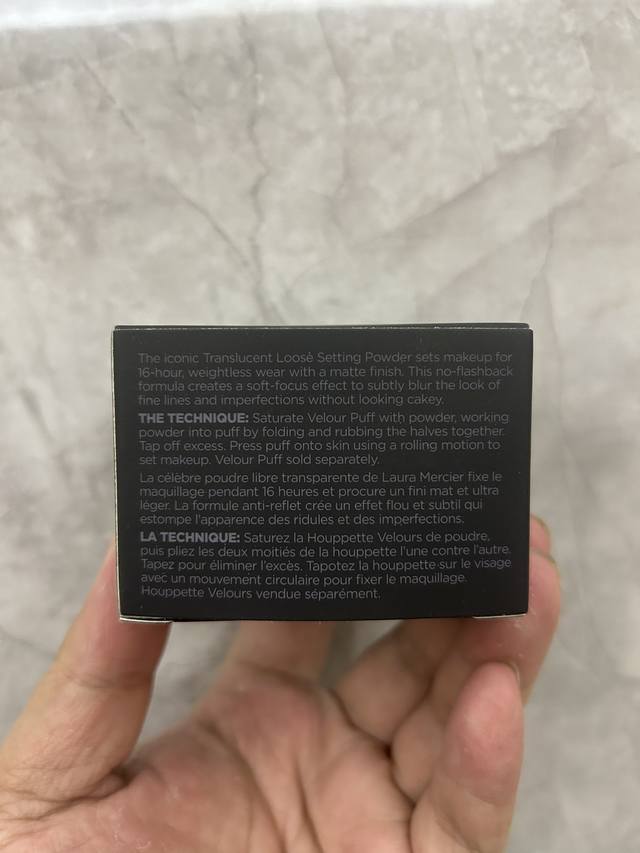 The iconic Translucent Loose Setting Powder sets makeup for
16-hour, weightless wear with a matte finish. This no-flashback
formula creates a soft-focus effect to subtly blur the look of
fine lines and imperfections without looking cakey.
THE TECHNIQUE: Saturate Velour Puff with powder, working
powder into puff by folding and rubbing the halves together.
Tap off excess. Press puff onto skin using a rolling motion to
set makeup. Velour Puff sold separately.
La célèbre poudre libre transparente de Laura Mercier fixe le
maquillage pendant 16 heures et procure un fini mat et ultra
léger. La formule anti-reflet crée un effet flou et subtil qui
estompe l'apparence des ridules et des imperfections.
LA TECHNIQUE: Saturez la Houppette Velours de poudre,
puis pliez les deux moitiés de la houppette l'une contre l'autre.
Tapez pour éliminer l'excès. Tapotez la houppette sur le visage
avec un mouvement circulaire pour fixer le maquillage.
Houppette Velours vendue séparément.